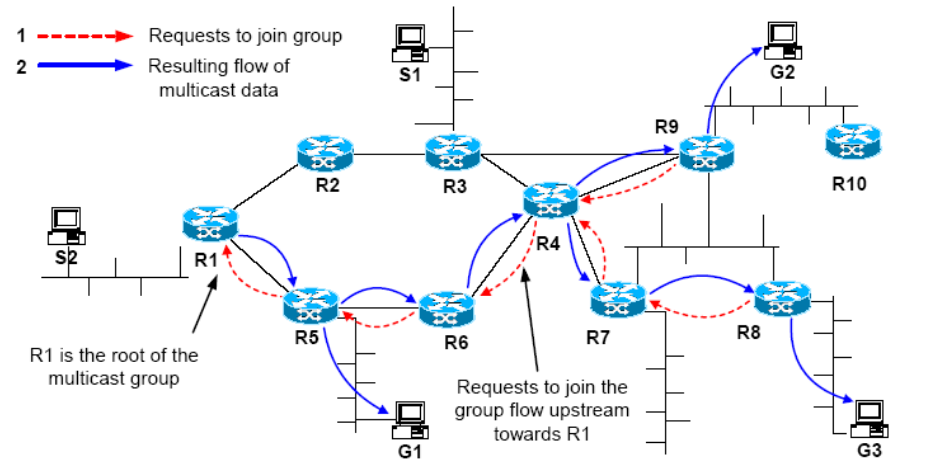 1 Requests to join group
2 Resulting flow of
multicast data
S1
G2
R9
R2
R3
R10
R4
S2
R1
R5
R6
R7
R8
R1 is the root of the
multicast group
Requests to join the
group flow upstream
towards R1
G1
G3